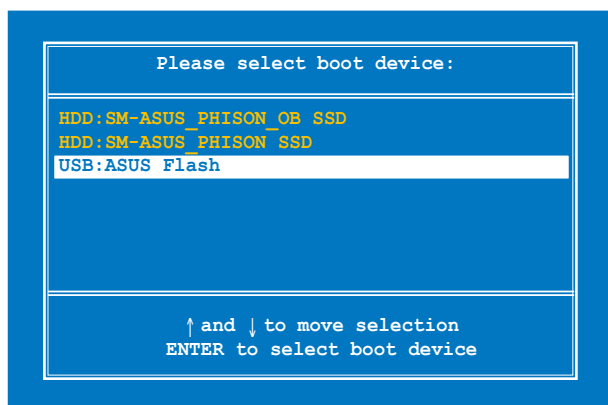 Please select boot device:
HDD:SM-ASUS_PHISON_OB SSD
HDD:SM-ASUS_PHISON SSD
USB:ASUS Flash
↑ and ↓ to move selection
ENTER to select boot device